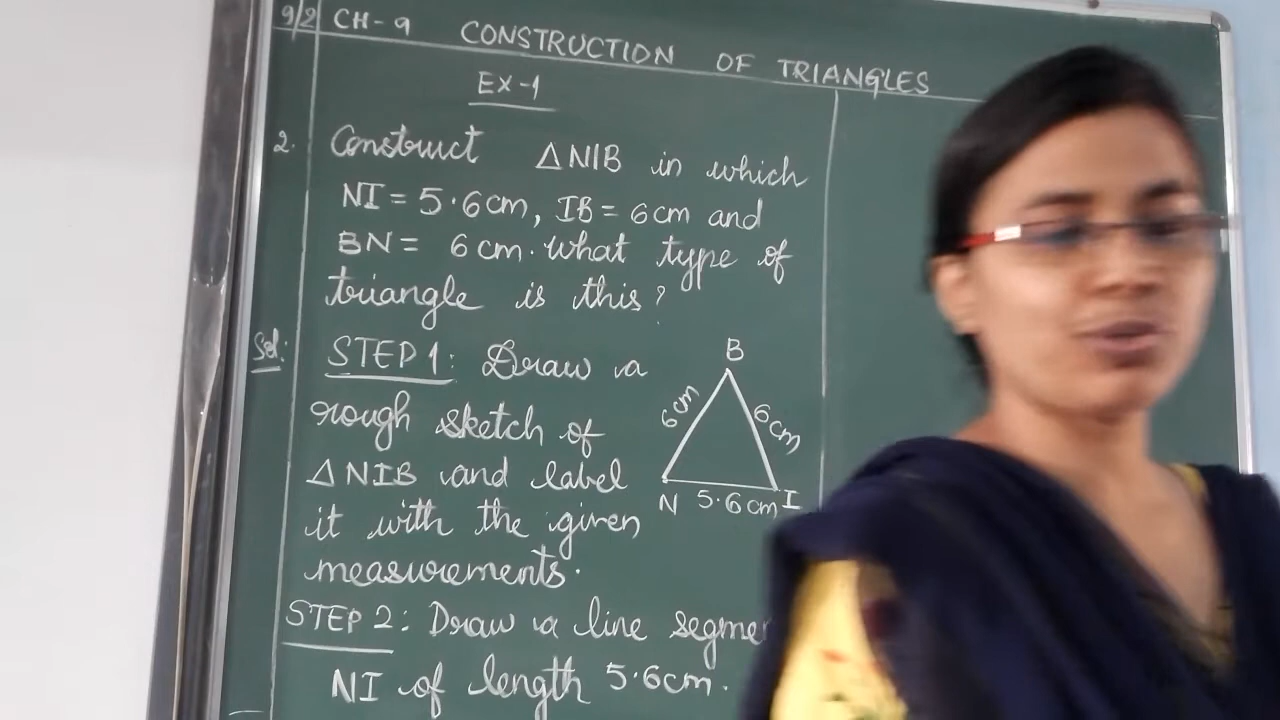 9/2 CH-9 CONSTRUCTION OF TRIANGLES
Ex-1
2. Construct △NIB in which
NI = 5.6cm, IB = 6cm and
BN = 6cm. what type of
triangle is this?
Sol: STEP 1: Draw a
rough sketch of
△NIB and label
it with the given
measurements.
B
6cm 6cm
N 5.6cm I
STEP 2: Draw a line segme
NI of length 5.6cm.